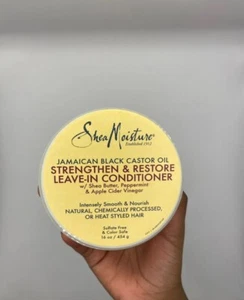 SheaMoisture
Established 1912
JAMAICAN BLACK CASTOR OIL
STRENGTHEN & RESTORE
LEAVE-IN CONDITIONER
w/ Shea Butter, Peppermint
& Apple Cider Vinegar
Intensely Smooth & Nourish
NATURAL, CHEMICALLY PROCESSED,
OR HEAT STYLED HAIR
Sulfate Free
& Color Safe
16 oz / 454 g